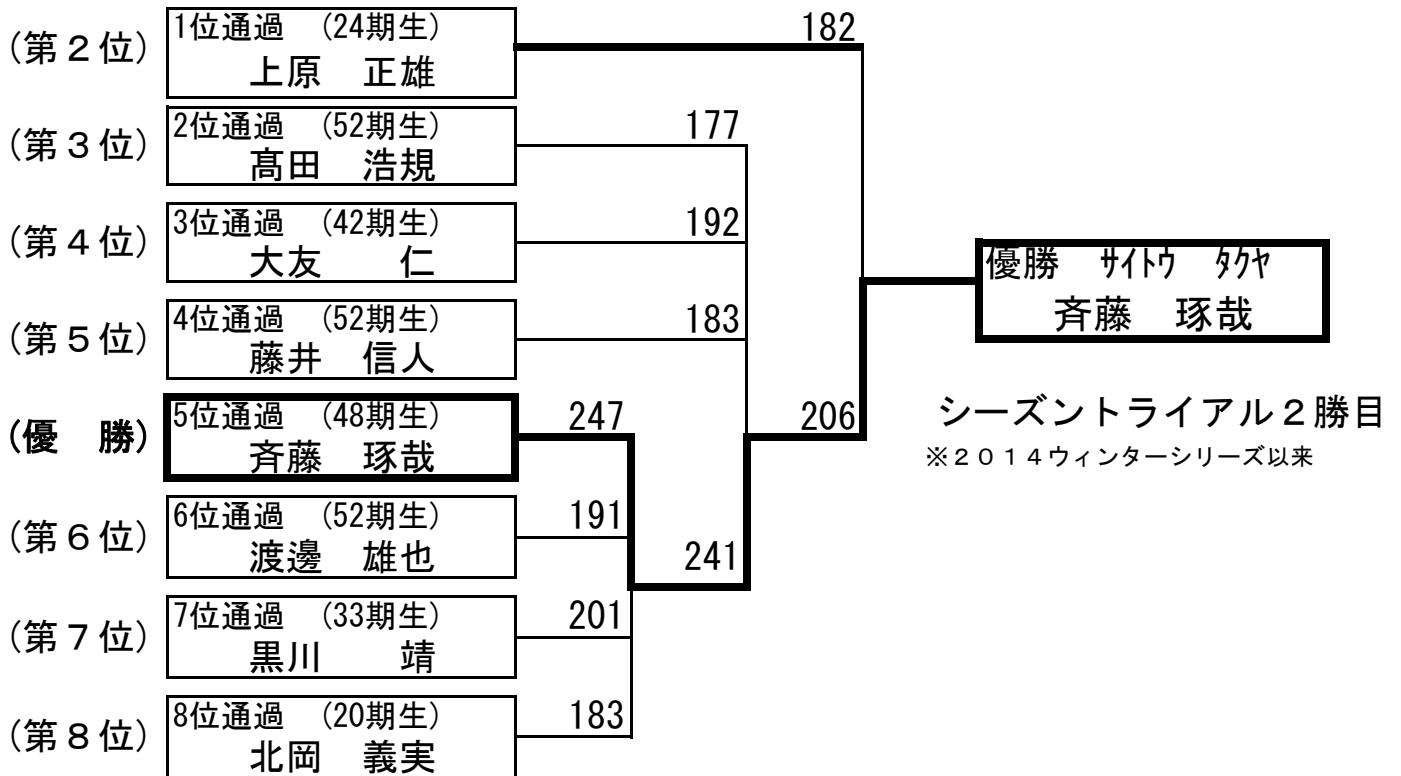 (第2位)
1位通過 (24期生)
上原 正雄
182
(第3位)
2位通過 (52期生)
髙田 浩規
177
(第4位)
3位通過 (42期生)
大友 仁
192
(第5位)
4位通過 (52期生)
藤井 信人
183
(優 勝)
5位通過 (48期生)
斉藤 琢哉
247
(第6位)
6位通過 (52期生)
渡邊 雄也
191
(第7位)
7位通過 (33期生)
黒川 靖
201
(第8位)
8位通過 (20期生)
北岡 義実
183
241
206
優勝 ｻｲﾄｳ ﾀｸﾔ
斉藤 琢哉
シーズントライアル2勝目
※2014ウィンターシリーズ以来